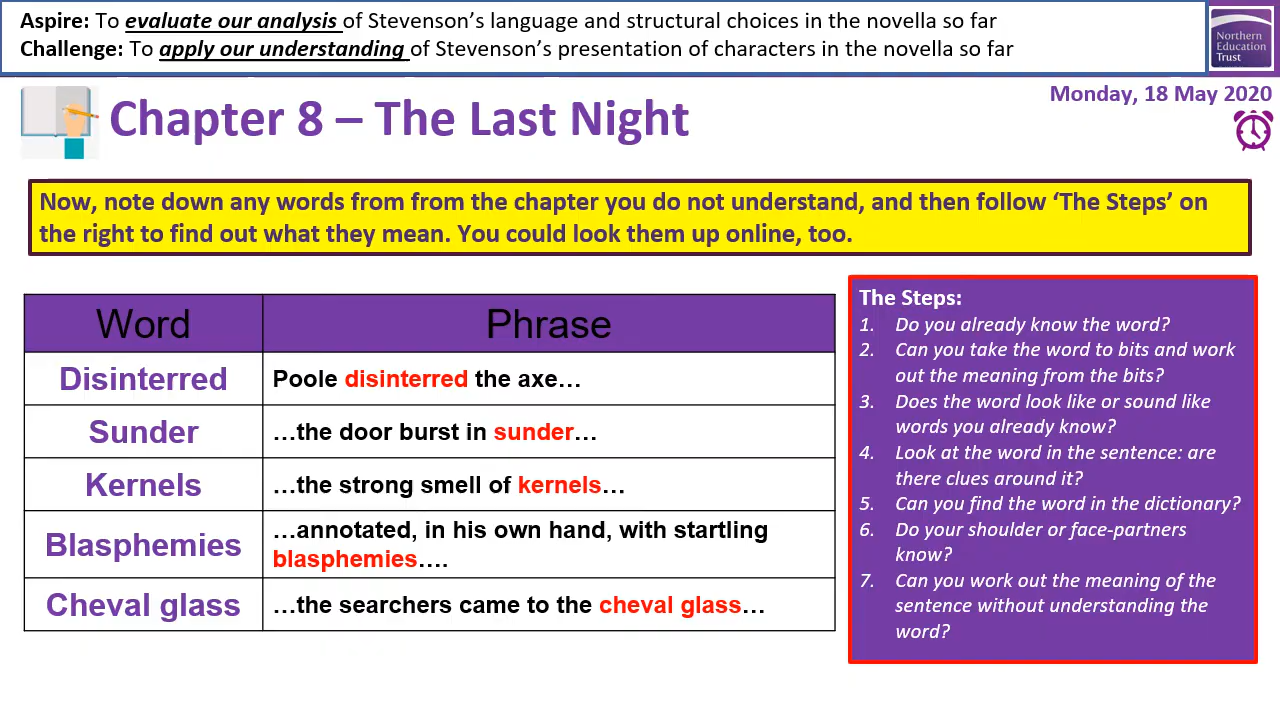 Aspire: To evaluate our analysis of Stevenson’s language and structural choices in the novella so far
Challenge: To apply our understanding of Stevenson’s presentation of characters in the novella so far
Northern
Education
Trust
Monday, 18 May 2020
Chapter 8 – The Last Night
Now, note down any words from from the chapter you do not understand, and then follow ‘The Steps’ on
the right to find out what they mean. You could look them up online, too.
Word Phrase
Disinterred Poole disinterred the axe…
Sunder …the door burst in sunder…
Kernels …the strong smell of kernels…
Blasphemies …annotated, in his own hand, with startling
blasphemies….
Cheval glass …the searchers came to the cheval glass…
The Steps:
1. Do you already know the word?
2. Can you take the word to bits and work
out the meaning from the bits?
3. Does the word look like or sound like
words you already know?
4. Look at the word in the sentence: are
there clues around it?
5. Can you find the word in the dictionary?
6. Do your shoulder or face-partners
know?
7. Can you work out the meaning of the
sentence without understanding the
word?